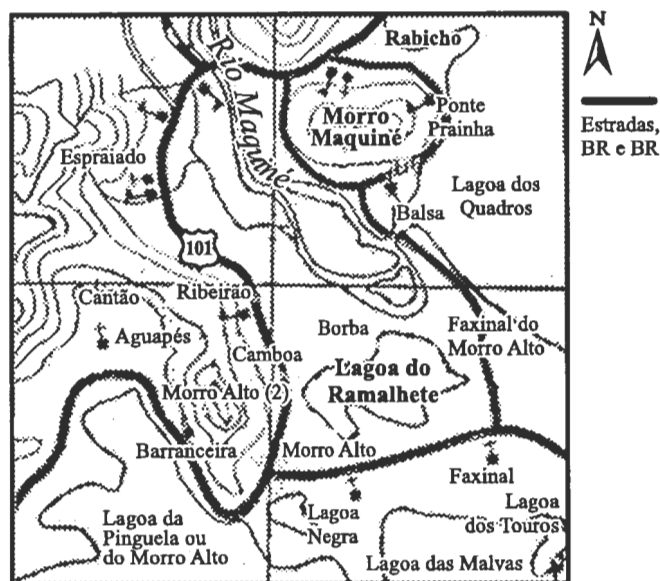 N
Estradas,
BR e BR
Rabicho
Rio Maquiné
Morro
Maquiné
Ponte
Prainha
Espraiado
Lagoa dos
Quadros
Balsa
101
Cantão
Ribeirão
Aguapés
Borba
Faxinal do
Morro Alto
Camboa
Lagoa do
Ramalhete
Morro Alto (2)
Barranceira
Morro Alto
Faxinal
Lagoa da
Pinguela ou
do Morro Alto
Lagoa
Negra
Lagoa
dos Touros
Lagoa das Malvas